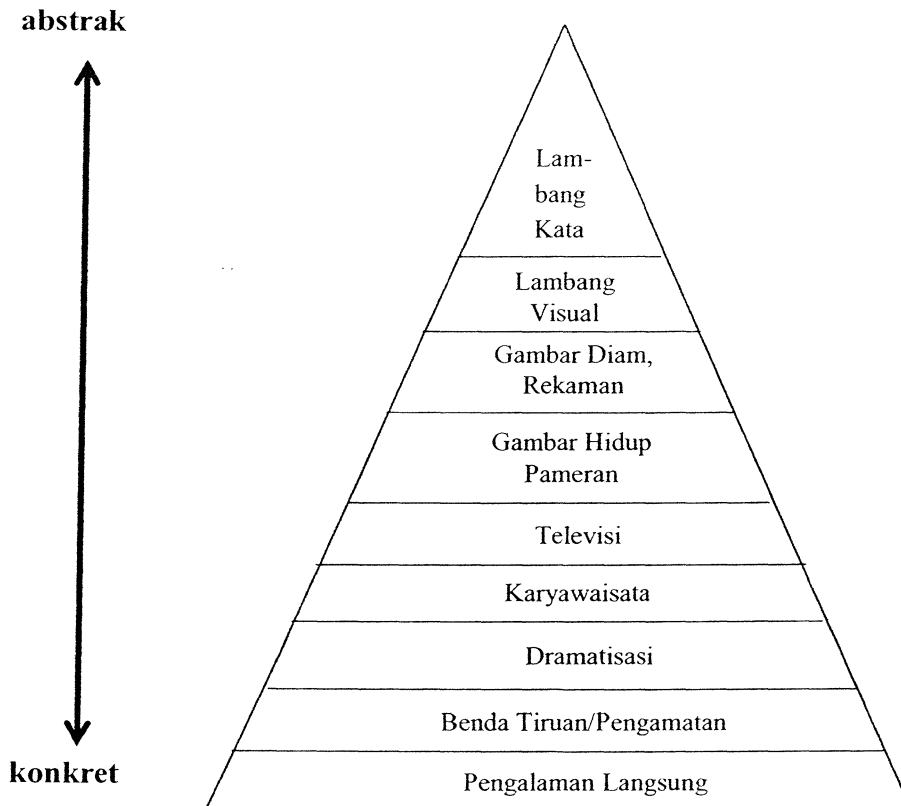 abstrak
Lam-
bang
Kata
Lambang
Visual
Gambar Diam,
Rekaman
Gambar Hidup
Pameran
Televisi
Karyawaisata
Dramatisasi
Benda Tiruan/Pengamatan
konkret
Pengalaman Langsung